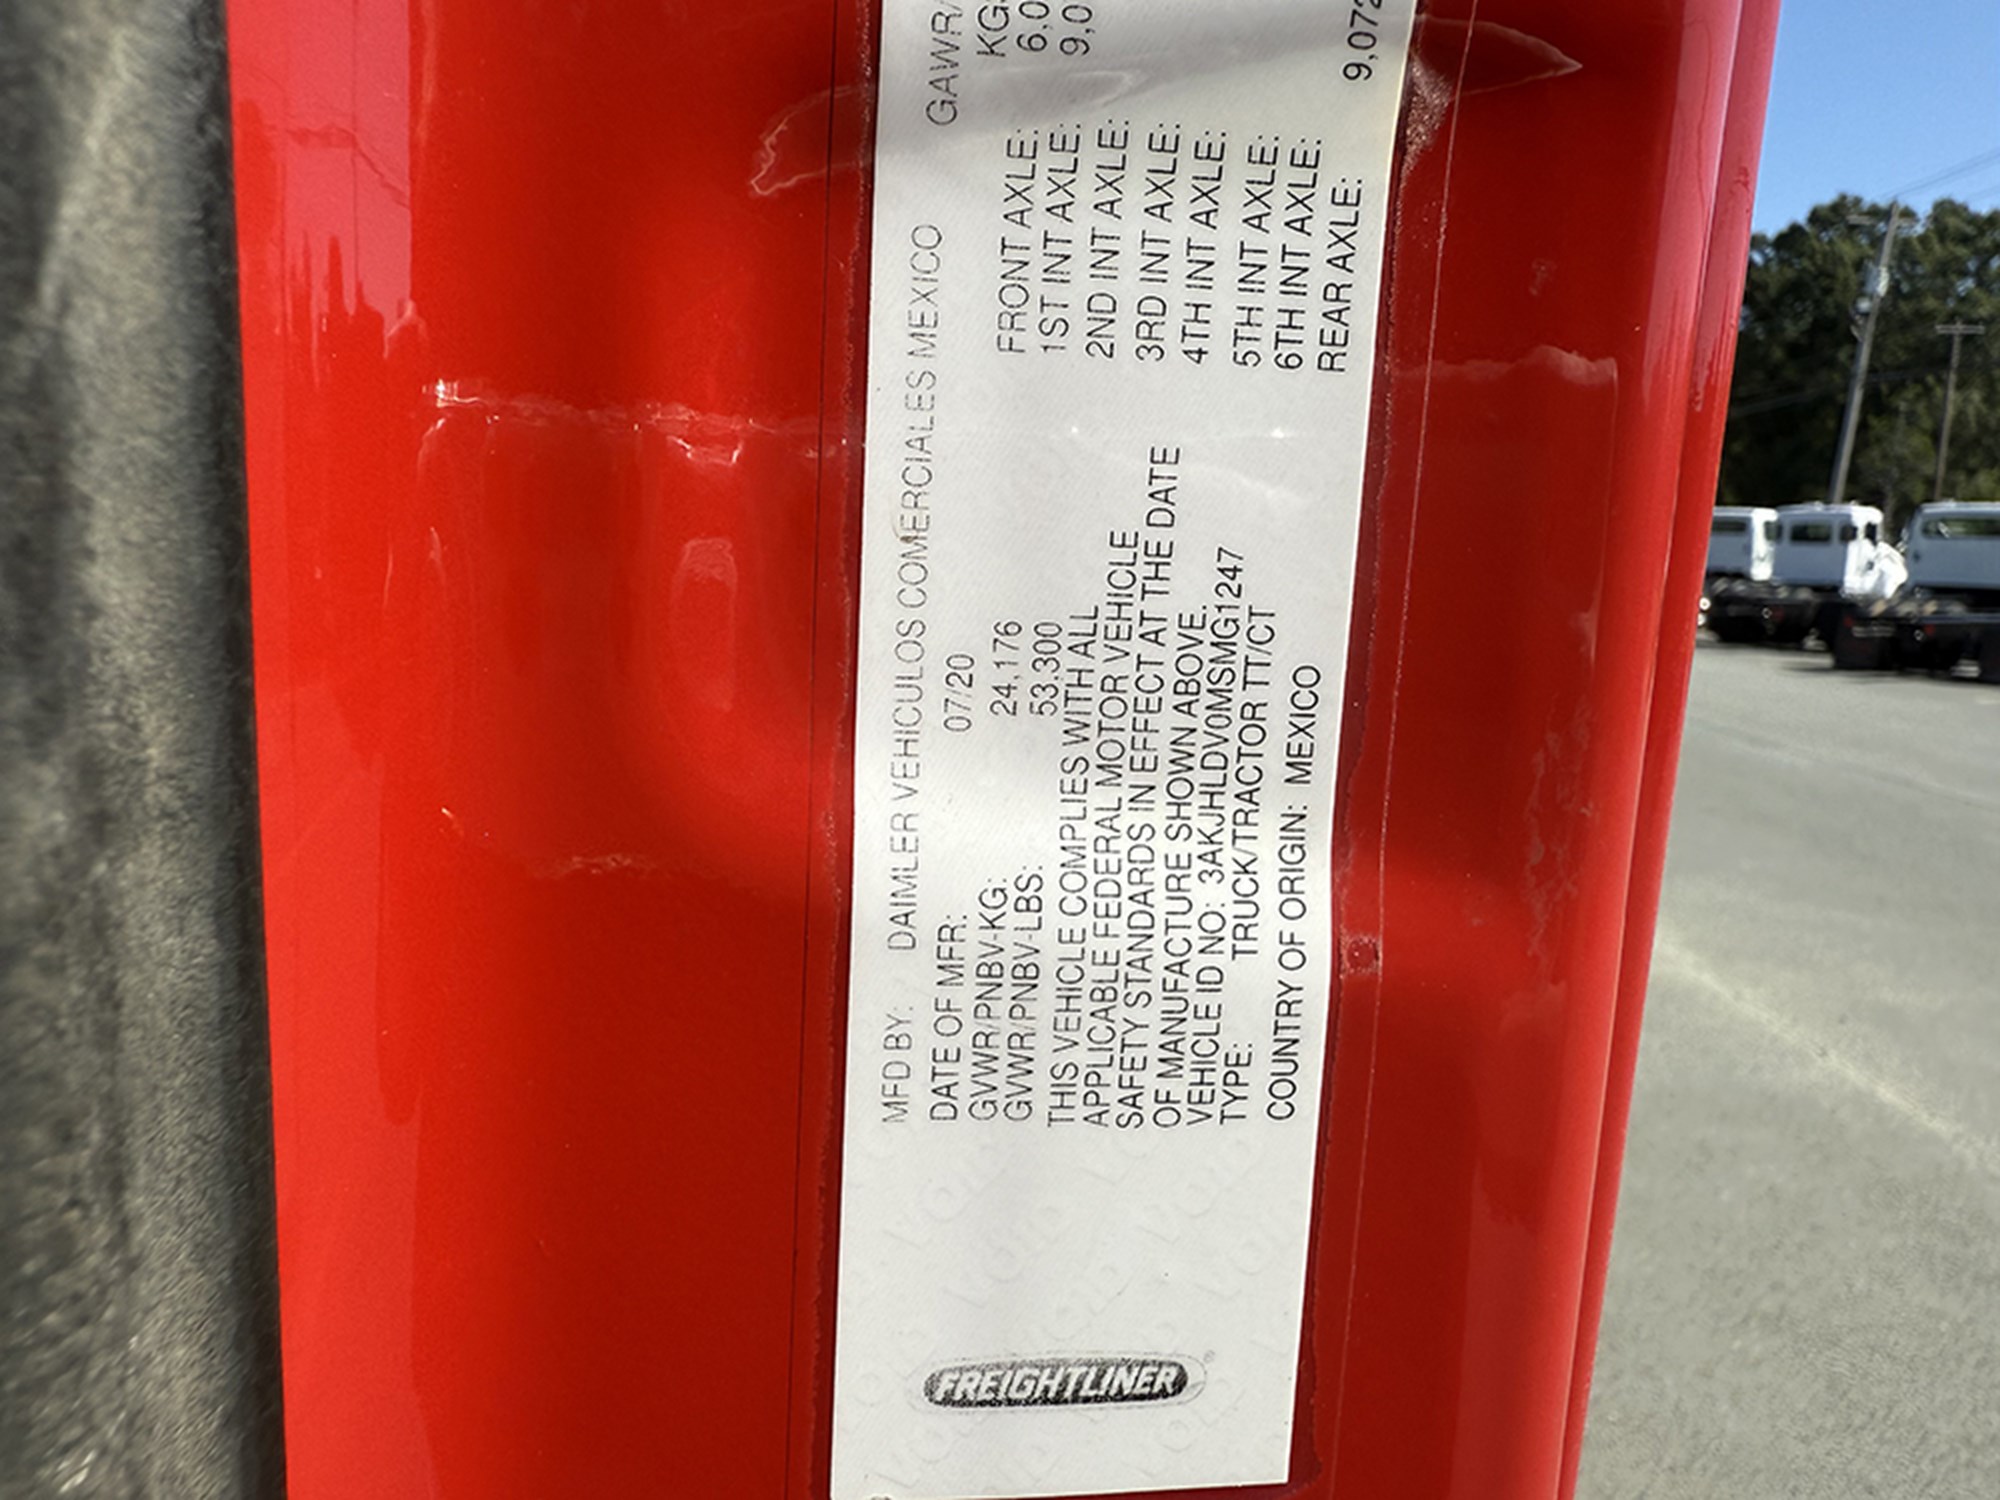 FREIGHTLINER
MFD BY: DAIMLER VEHICULOS COMERCIALES MEXICO
DATE OF MFR: 07/20
GVWR/PNBV-KG: 24,176
GVWR/PNBV-LBS: 53,300
THIS VEHICLE COMPLIES WITH ALL
APPLICABLE FEDERAL MOTOR VEHICLE
SAFETY STANDARDS IN EFFECT AT THE DATE
OF MANUFACTURE SHOWN ABOVE.
VEHICLE ID NO: 3AKJHLDV0MSMG1247
TYPE: TRUCK/TRACTOR TT/CT
COUNTRY OF ORIGIN: MEXICO
GAWR/
FRONT AXLE:
1ST INT AXLE:
2ND INT AXLE:
3RD INT AXLE:
4TH INT AXLE:
5TH INT AXLE:
6TH INT AXLE:
REAR AXLE: 9,072